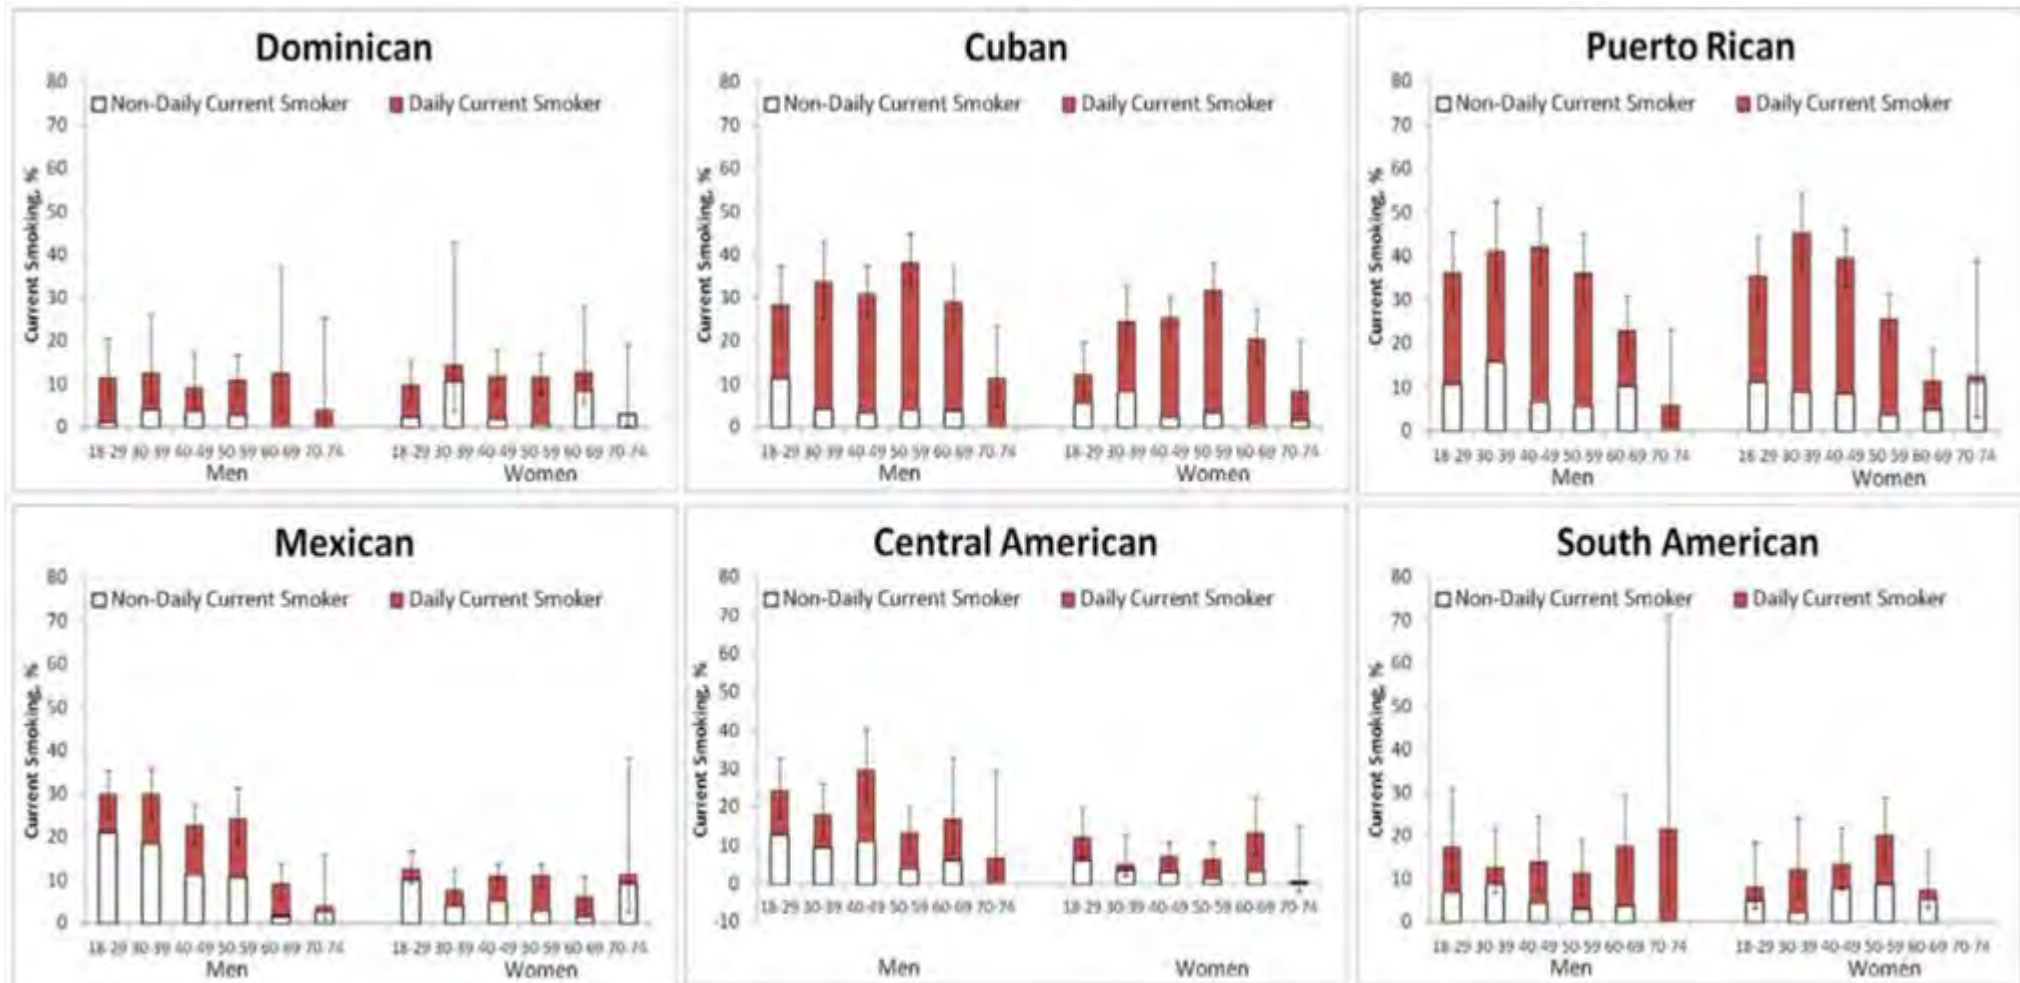 Dominican
80
Non-Daily Current Smoker Daily Current Smoker
70
60
50
40
30
20
10
0
Current Smoking, %
18-29 30-39 40-49 50-59 60-69 70-74 18-29 30-39 40-49 50-59 60-69 70-74
Men Women
Cuban
80
Non-Daily Current Smoker Daily Current Smoker
70
60
50
40
30
20
10
0
Current Smoking, %
18-29 30-39 40-49 50-59 60-69 70-74 18-29 30-39 40-49 50-59 60-69 70-74
Men Women
Puerto Rican
80
Non-Daily Current Smoker Daily Current Smoker
70
60
50
40
30
20
10
0
Current Smoking, %
18-29 30-39 40-49 50-59 60-69 70-74 18-29 30-39 40-49 50-59 60-69 70-74
Men Women
Mexican
80
Non-Daily Current Smoker Daily Current Smoker
70
60
50
40
30
20
10
0
Current Smoking, %
18-29 30-39 40-49 50-59 60-69 70-74 18-29 30-39 40-49 50-59 60-69 70-74
Men Women
Central American
80
Non-Daily Current Smoker Daily Current Smoker
70
60
50
40
30
20
10
0
-10
Current Smoking, %
18-29 30-39 40-49 50-59 60-69 70-74 18-29 30-39 40-49 50-59 60-69 70-74
Men Women
South American
80
Non-Daily Current Smoker Daily Current Smoker
70
60
50
40
30
20
10
0
Current Smoking, %
18-29 30-39 40-49 50-59 60-69 70-74 18-29 30-39 40-49 50-59 60-69 70-74
Men Women